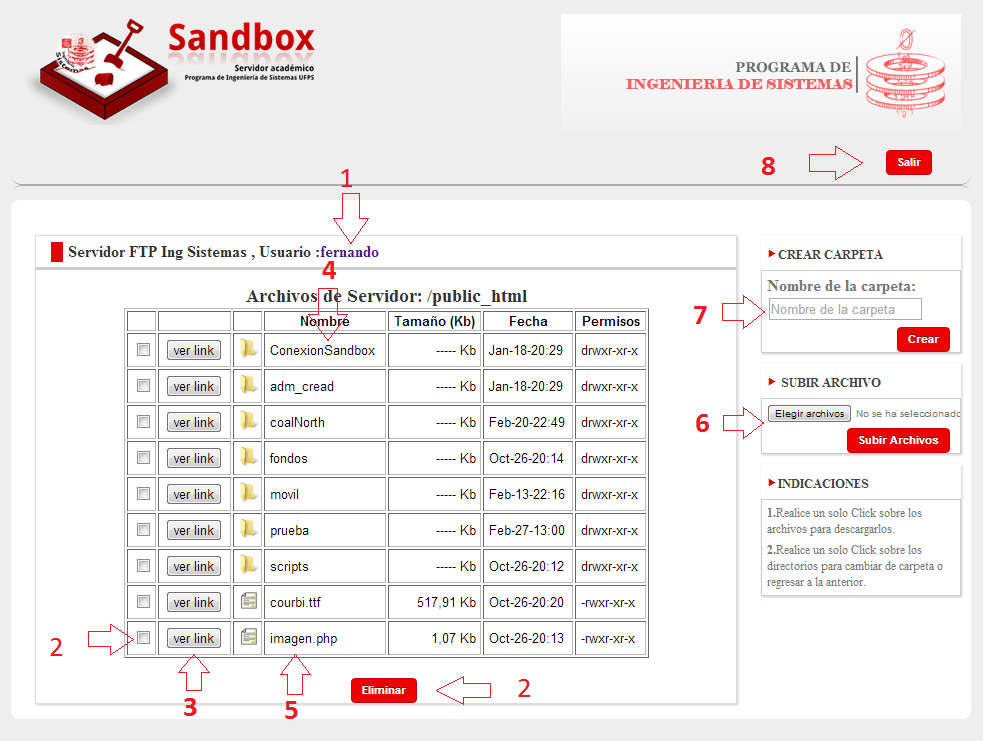 Sandbox
Servidor académico
Programa de Ingeniería de Sistemas UFPS
PROGRAMA DE
INGENIERIA DE SISTEMAS
8
Salir
1
Servidor FTP Ing Sistemas , Usuario :fernando
4
Archivos de Servidor: /public_html
Nombre Tamaño (Kb) Fecha Permisos
ver link ConexionSandbox ----- Kb Jan-18-20:29 drwxr-xr-x
ver link adm_cread ----- Kb Jan-18-20:29 drwxr-xr-x
ver link coalNorth ----- Kb Feb-20-22:49 drwxr-xr-x
ver link fondos ----- Kb Oct-26-20:14 drwxr-xr-x
ver link movil ----- Kb Feb-13-22:16 drwxr-xr-x
ver link prueba ----- Kb Feb-27-13:00 drwxr-xr-x
ver link scripts ----- Kb Oct-26-20:12 drwxr-xr-x
ver link courbi.ttf 517,91 Kb Oct-26-20:20 -rwxr-xr-x
2 ver link imagen.php 1,07 Kb Oct-26-20:13 -rwxr-xr-x
Eliminar 2
3 5
CREAR CARPETA
Nombre de la carpeta:
7 Nombre de la carpeta
Crear
SUBIR ARCHIVO
6 Elegir archivos No se ha seleccionado
Subir Archivos
INDICACIONES
1.Realice un solo Click sobre los
archivos para descargarlos.
2.Realice un solo Click sobre los
directorios para cambiar de carpeta o
regresar a la anterior.